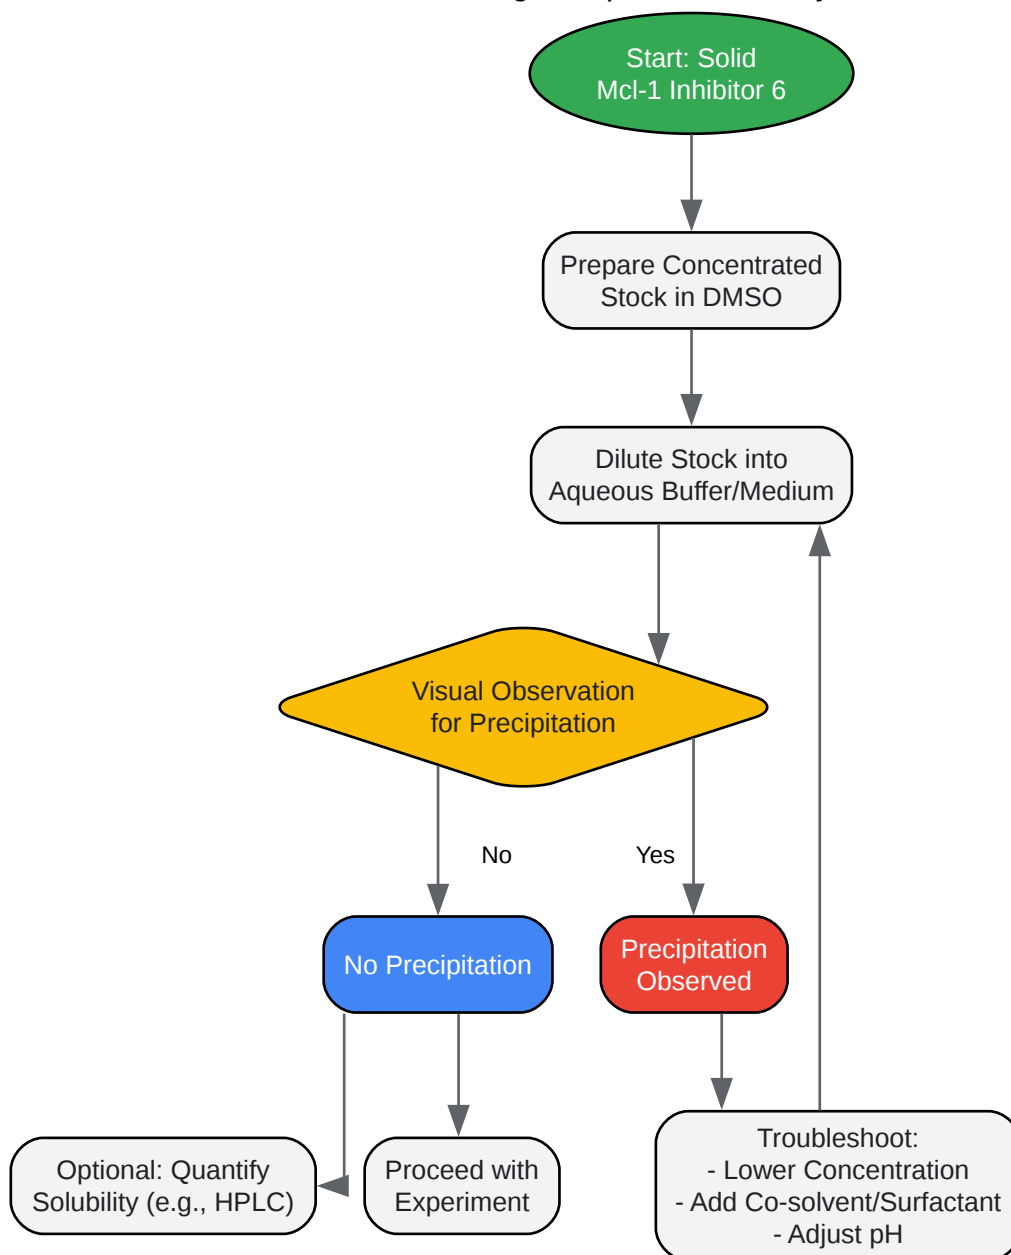 Start: Solid
Mcl-1 Inhibitor 6
Prepare Concentrated
Stock in DMSO
Dilute Stock into
Aqueous Buffer/Medium
Visual Observation
for Precipitation
No
Yes
No Precipitation
Precipitation
Observed
Optional: Quantify
Solubility (e.g., HPLC)
Proceed with
Experiment
Troubleshoot:
- Lower Concentration
- Add Co-solvent/Surfactant
- Adjust pH